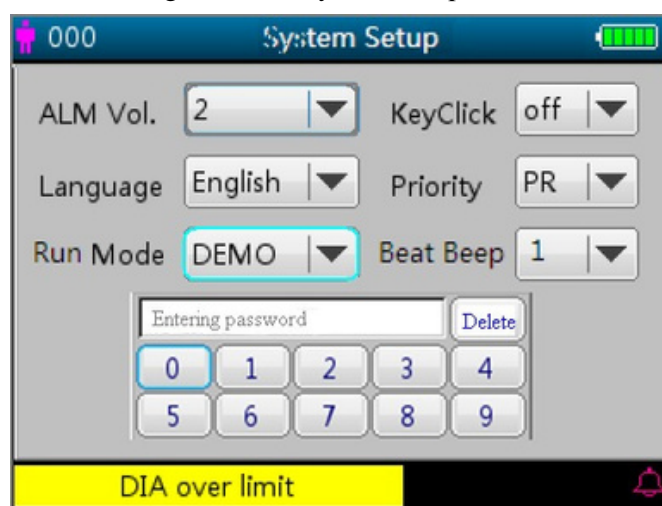 000 System Setup
ALM Vol. 2 KeyClick off
Language English Priority PR
Run Mode DEMO Beat Beep 1
Entering password Delete
0 1 2 3 4
5 6 7 8 9
DIA over limit